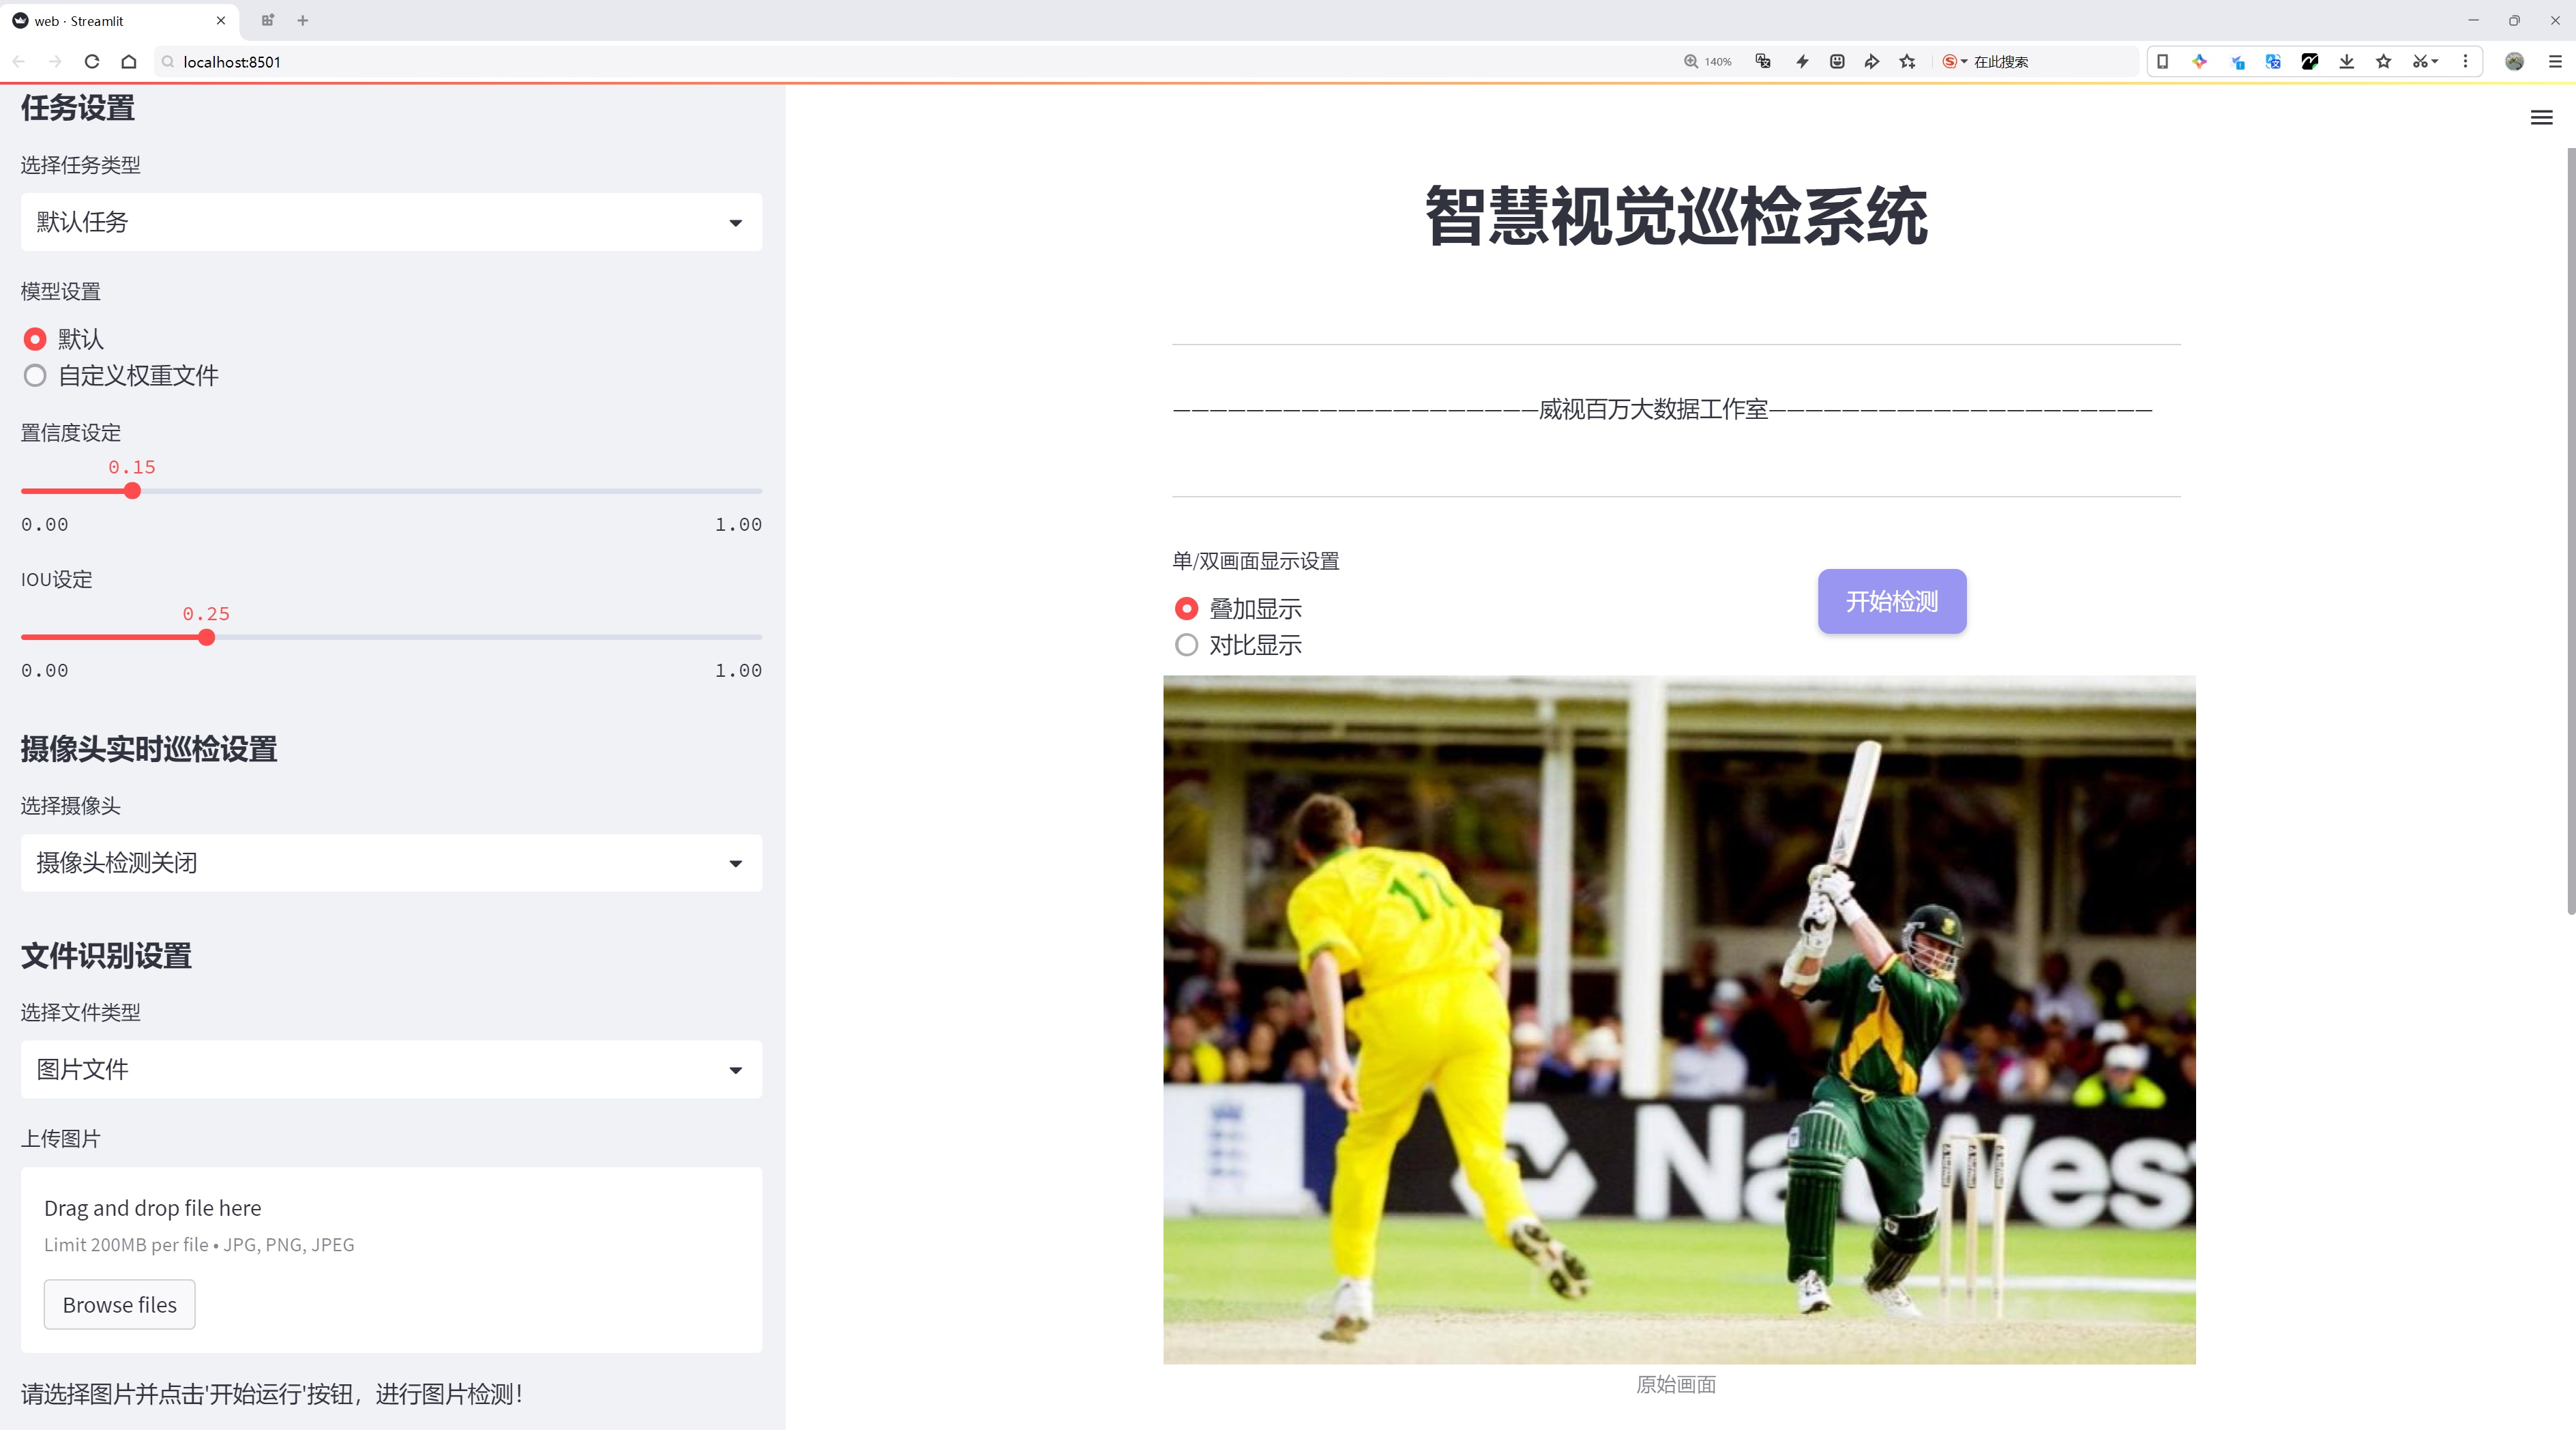 web · Streamlit
localhost:8501
140%
在此搜索
任务设置
选择任务类型
默认任务
模型设置
默认
自定义权重文件
置信度设定
0.15
0.00 1.00
IOU设定
0.25
0.00 1.00
摄像头实时巡检设置
选择摄像头
摄像头检测关闭
文件识别设置
选择文件类型
图片文件
上传图片
Drag and drop file here
Limit 200MB per file • JPG, PNG, JPEG
Browse files
请选择图片并点击'开始运行'按钮，进行图片检测！
智慧视觉巡检系统
————————————————————威视百万大数据工作室—————————————————————
单/双画面显示设置
叠加显示
对比显示
开始检测
17
NatWes
原始画面